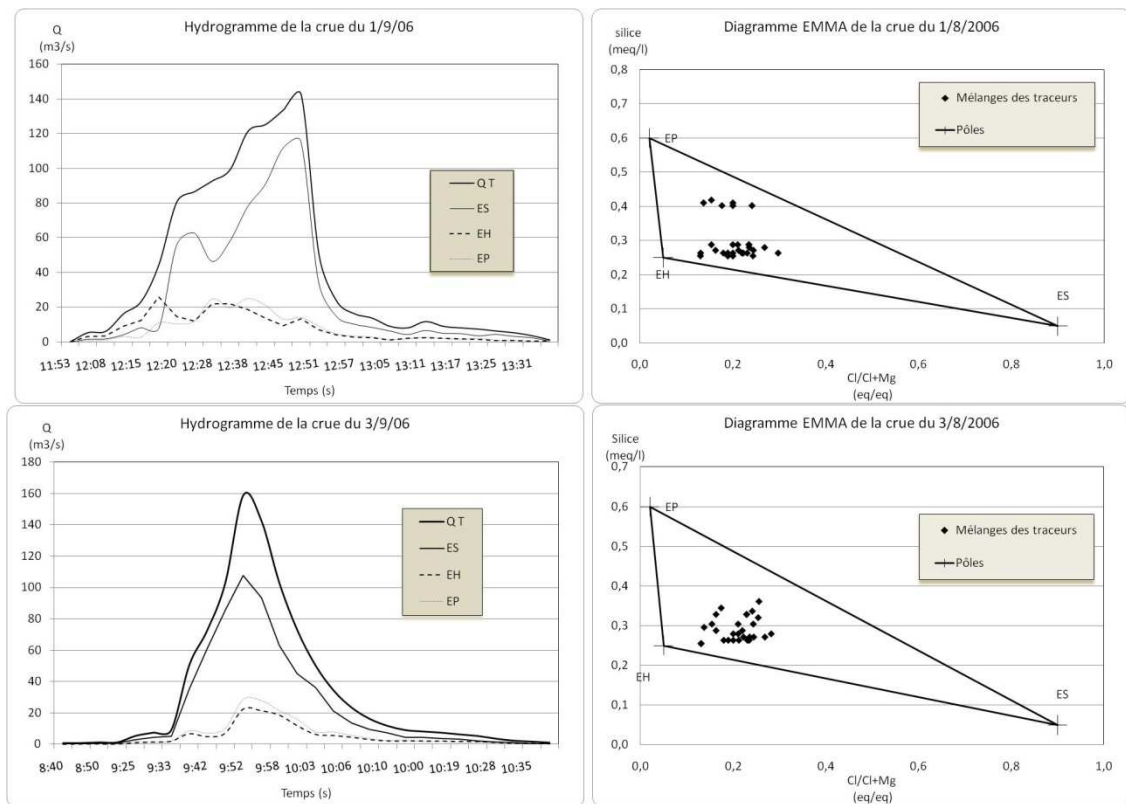 Hydrogramme de la crue du 1/9/06
Q
(m3/s)
160
140
120
100
80
60
40
20
0
Q T
ES
EH
EP
11:53 12:08 12:15 12:20 12:28 12:38 12:45 12:51 12:57 13:05 13:11 13:17 13:25 13:31
Temps (s)
Diagramme EMMA de la crue du 1/8/2006
silice
(meq/l)
0,8
0,7
0,6
0,5
0,4
0,3
0,2
0,1
0,0
EP
EH
ES
Mélanges des traceurs
Pôles
0,0 0,2 0,4 0,6 0,8 1,0
Cl/Cl+Mg
(eq/eq)
Hydrogramme de la crue du 3/9/06
Q
(m3/s)
180
160
140
120
100
80
60
40
20
0
Q T
ES
EH
EP
8:40 8:50 9:25 9:33 9:42 9:52 9:58 10:03 10:06 10:10 10:00 10:13 10:28 10:35
Temps (s)
Diagramme EMMA de la crue du 3/8/2006
Silice
(meq/l)
0,7
0,6
0,5
0,4
0,3
0,2
0,1
0,0
EP
EH
ES
Mélanges des traceurs
Pôles
0,0 0,2 0,4 0,6 0,8 1,0
Cl/Cl+Mg
(eq/eq)